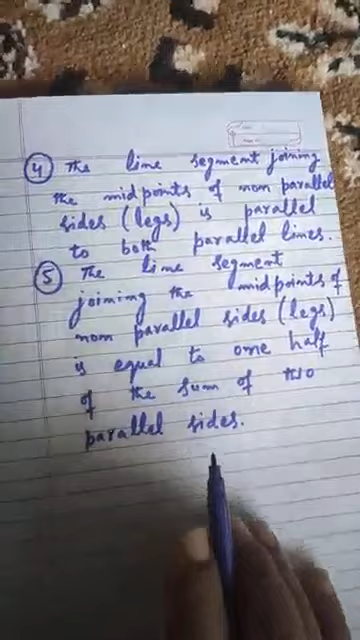 ④ The line segment joining
the midpoints of non parallel
sides (legs) is parallel
to both parallel lines.
⑤ The line segment
joining the midpoints of
non parallel sides (legs)
is equal to one half
of the sum of two
parallel sides.